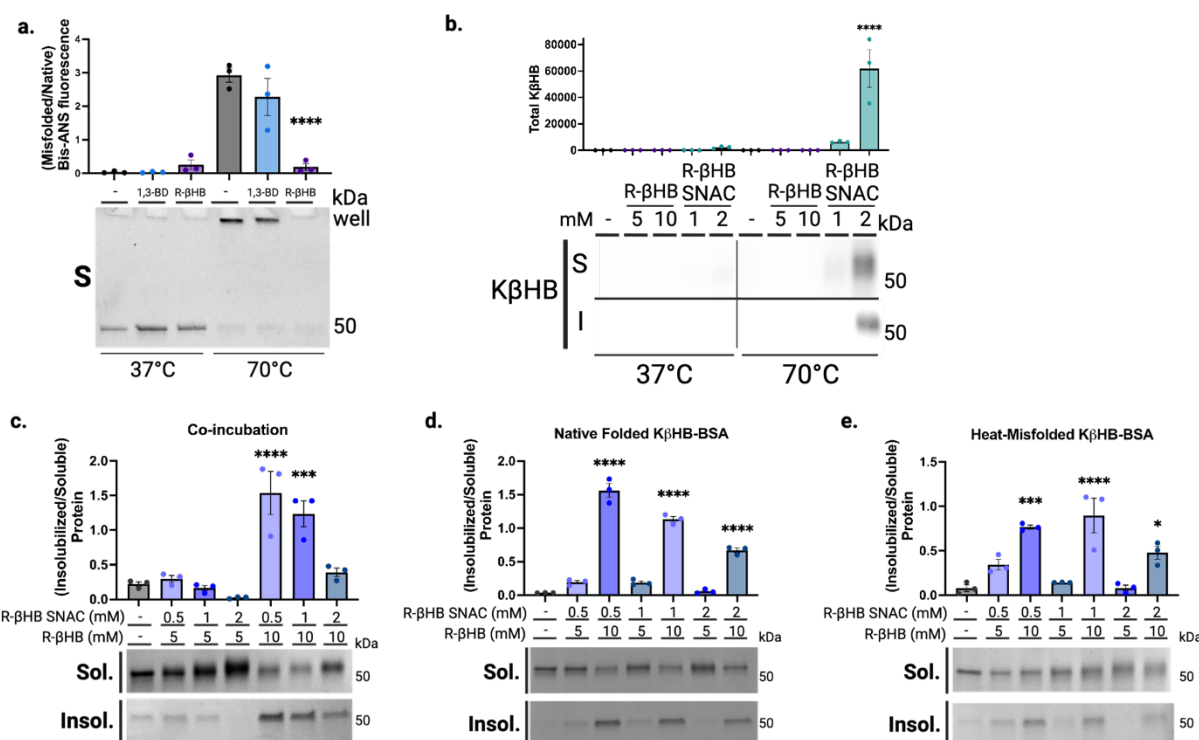 a.
(Misfolded/Native)
Bis-ANS fluorescence
4
3
2
1
0
****
- 1,3-BD R-βHB - 1,3-BD R-βHB
kDa
well
S
50
37°C 70°C
b.
Total KβHB
80000
60000
40000
20000
0
****
R-βHB R-βHB SNAC R-βHB R-βHB SNAC
mM - 5 10 1 2 - 5 10 1 2 kDa
KβHB
S 50
I 50
37°C 70°C
c.
Co-incubation
(Insolubilized/Soluble)
Protein
2.0
1.5
1.0
0.5
0.0
**** ***
R-βHB SNAC (mM) - 0.5 1 2 0.5 1 2
R-βHB (mM) - 5 5 5 10 10 10
kDa
Sol. 50
Insol. 50
d.
Native Folded KβHB-BSA
(Insolubilized/Soluble)
Protein
2.0
1.5
1.0
0.5
0.0
**** **** ****
R-βHB SNAC (mM) - 0.5 0.5 1 1 2 2
R-βHB (mM) - 5 10 5 10 5 10
kDa
Sol. 50
Insol. 50
e.
Heat-Misfolded KβHB-BSA
(Insolubilized/Soluble)
Protein
1.5
1.0
0.5
0.0
*** **** *
R-βHB SNAC (mM) - 0.5 0.5 1 1 2 2
R-βHB (mM) - 5 10 5 10 5 10
kDa
Sol. 50
Insol. 50